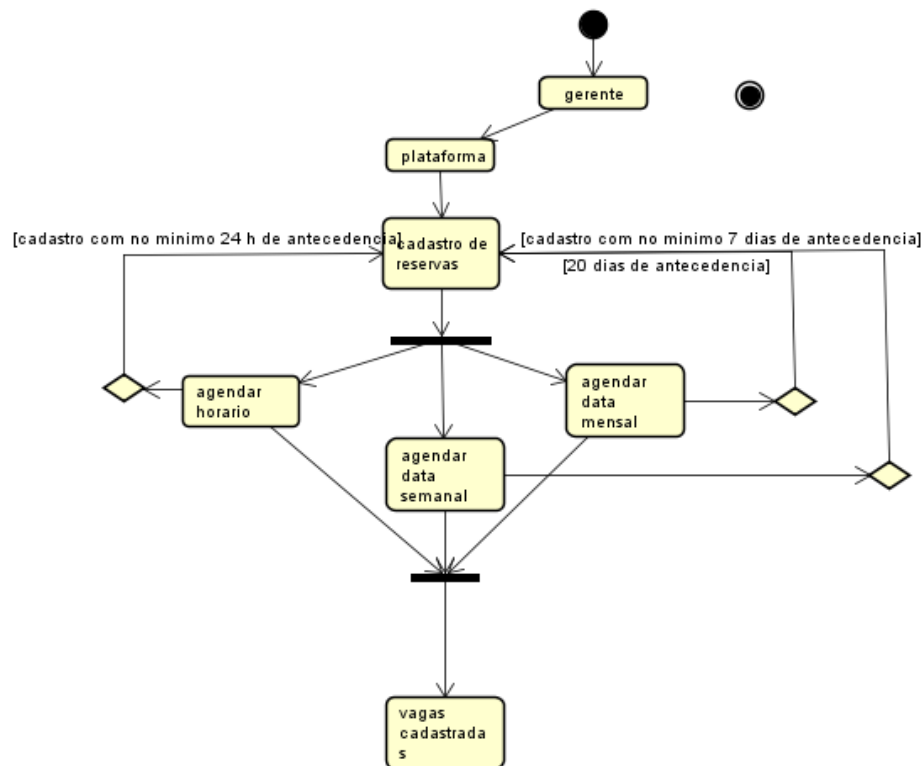 gerente
plataforma
[cadastro com no minimo 24 h de antecedencia]
cadastro de
reservas
[cadastro com no minimo 7 dias de antecedencia]
[20 dias de antecedencia]
agendar
horario
agendar
data
mensal
agendar
data
semanal
vagas
cadastrada
s